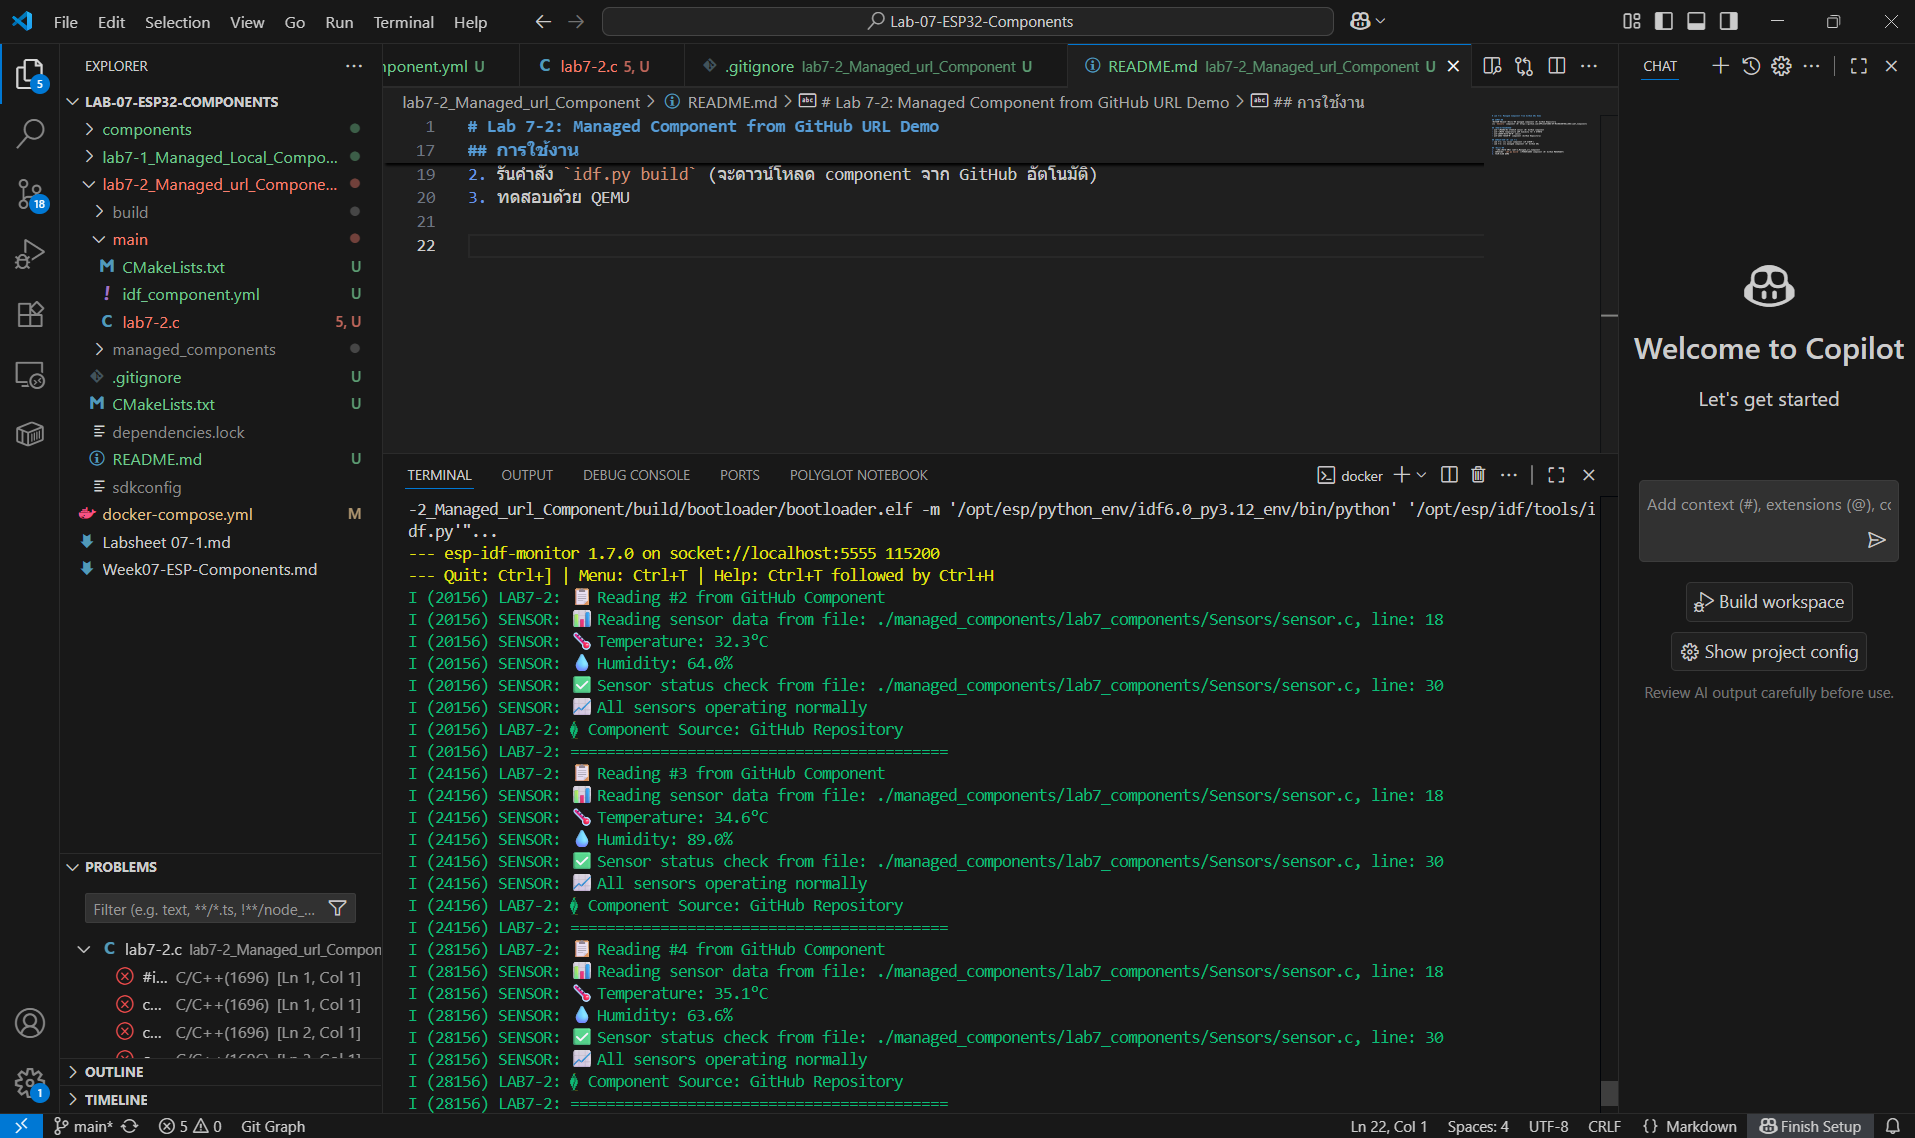 File Edit Selection View Go Run Terminal Help
Lab-07-ESP32-Components
EXPLORER
LAB-07-ESP32-COMPONENTS
components
lab7-1_Managed_Local_Compo...
lab7-2_Managed_url_Compone...
build
main
CMakeLists.txt U
idf_component.yml U
lab7-2.c 5, U
managed_components
.gitignore U
CMakeLists.txt U
dependencies.lock
README.md U
sdkconfig
docker-compose.yml M
Labsheet 07-1.md
Week07-ESP-Components.md
5
18
1
PROBLEMS
Filter (e.g. text, **/*.ts, !**/node_...
lab7-2.c lab7-2_Managed_url_Compon
#i... C/C++(1696) [Ln 1, Col 1]
c... C/C++(1696) [Ln 1, Col 1]
c... C/C++(1696) [Ln 2, Col 1]
OUTLINE
TIMELINE
nponent.yml U
lab7-2.c 5, U
.gitignore lab7-2_Managed_url_Component U
README.md lab7-2_Managed_url_Component U
lab7-2_Managed_url_Component > README.md > # Lab 7-2: Managed Component from GitHub URL Demo > ## การใช้งาน
1 # Lab 7-2: Managed Component from GitHub URL Demo
17 ## การใช้งาน
19 2. รันคำสั่ง `idf.py build` (จะดาวน์โหลด component จาก GitHub อัตโนมัติ)
20 3. ทดสอบด้วย QEMU
21
22
TERMINAL OUTPUT DEBUG CONSOLE PORTS POLYGLOT NOTEBOOK
docker
-2_Managed_url_Component/build/bootloader/bootloader.elf -m '/opt/esp/python_env/idf6.0_py3.12_env/bin/python' '/opt/esp/idf/tools/i
df.py'"...
--- esp-idf-monitor 1.7.0 on socket://localhost:5555 115200
--- Quit: Ctrl+] | Menu: Ctrl+T | Help: Ctrl+T followed by Ctrl+H
I (20156) LAB7-2: 📋 Reading #2 from GitHub Component
I (20156) SENSOR: 📊 Reading sensor data from file: ./managed_components/lab7_components/Sensors/sensor.c, line: 18
I (20156) SENSOR: 🌡️ Temperature: 32.3°C
I (20156) SENSOR: 💧 Humidity: 64.0%
I (20156) SENSOR: ✅ Sensor status check from file: ./managed_components/lab7_components/Sensors/sensor.c, line: 30
I (20156) SENSOR: 📈 All sensors operating normally
I (20156) LAB7-2: Component Source: GitHub Repository
I (20156) LAB7-2: ==========================================
I (24156) LAB7-2: 📋 Reading #3 from GitHub Component
I (24156) SENSOR: 📊 Reading sensor data from file: ./managed_components/lab7_components/Sensors/sensor.c, line: 18
I (24156) SENSOR: 🌡️ Temperature: 34.6°C
I (24156) SENSOR: 💧 Humidity: 89.0%
I (24156) SENSOR: ✅ Sensor status check from file: ./managed_components/lab7_components/Sensors/sensor.c, line: 30
I (24156) SENSOR: 📈 All sensors operating normally
I (24156) LAB7-2: Component Source: GitHub Repository
I (24156) LAB7-2: ==========================================
I (28156) LAB7-2: 📋 Reading #4 from GitHub Component
I (28156) SENSOR: 📊 Reading sensor data from file: ./managed_components/lab7_components/Sensors/sensor.c, line: 18
I (28156) SENSOR: 🌡️ Temperature: 35.1°C
I (28156) SENSOR: 💧 Humidity: 63.6%
I (28156) SENSOR: ✅ Sensor status check from file: ./managed_components/lab7_components/Sensors/sensor.c, line: 30
I (28156) SENSOR: 📈 All sensors operating normally
I (28156) LAB7-2: Component Source: GitHub Repository
I (28156) LAB7-2: ==========================================
CHAT
Welcome to Copilot
Let's get started
Add context (#), extensions (@), cc
Build workspace
Show project config
Review AI output carefully before use.
main* 5 0 Git Graph
Ln 22, Col 1 Spaces: 4 UTF-8 CRLF {} Markdown Finish Setup